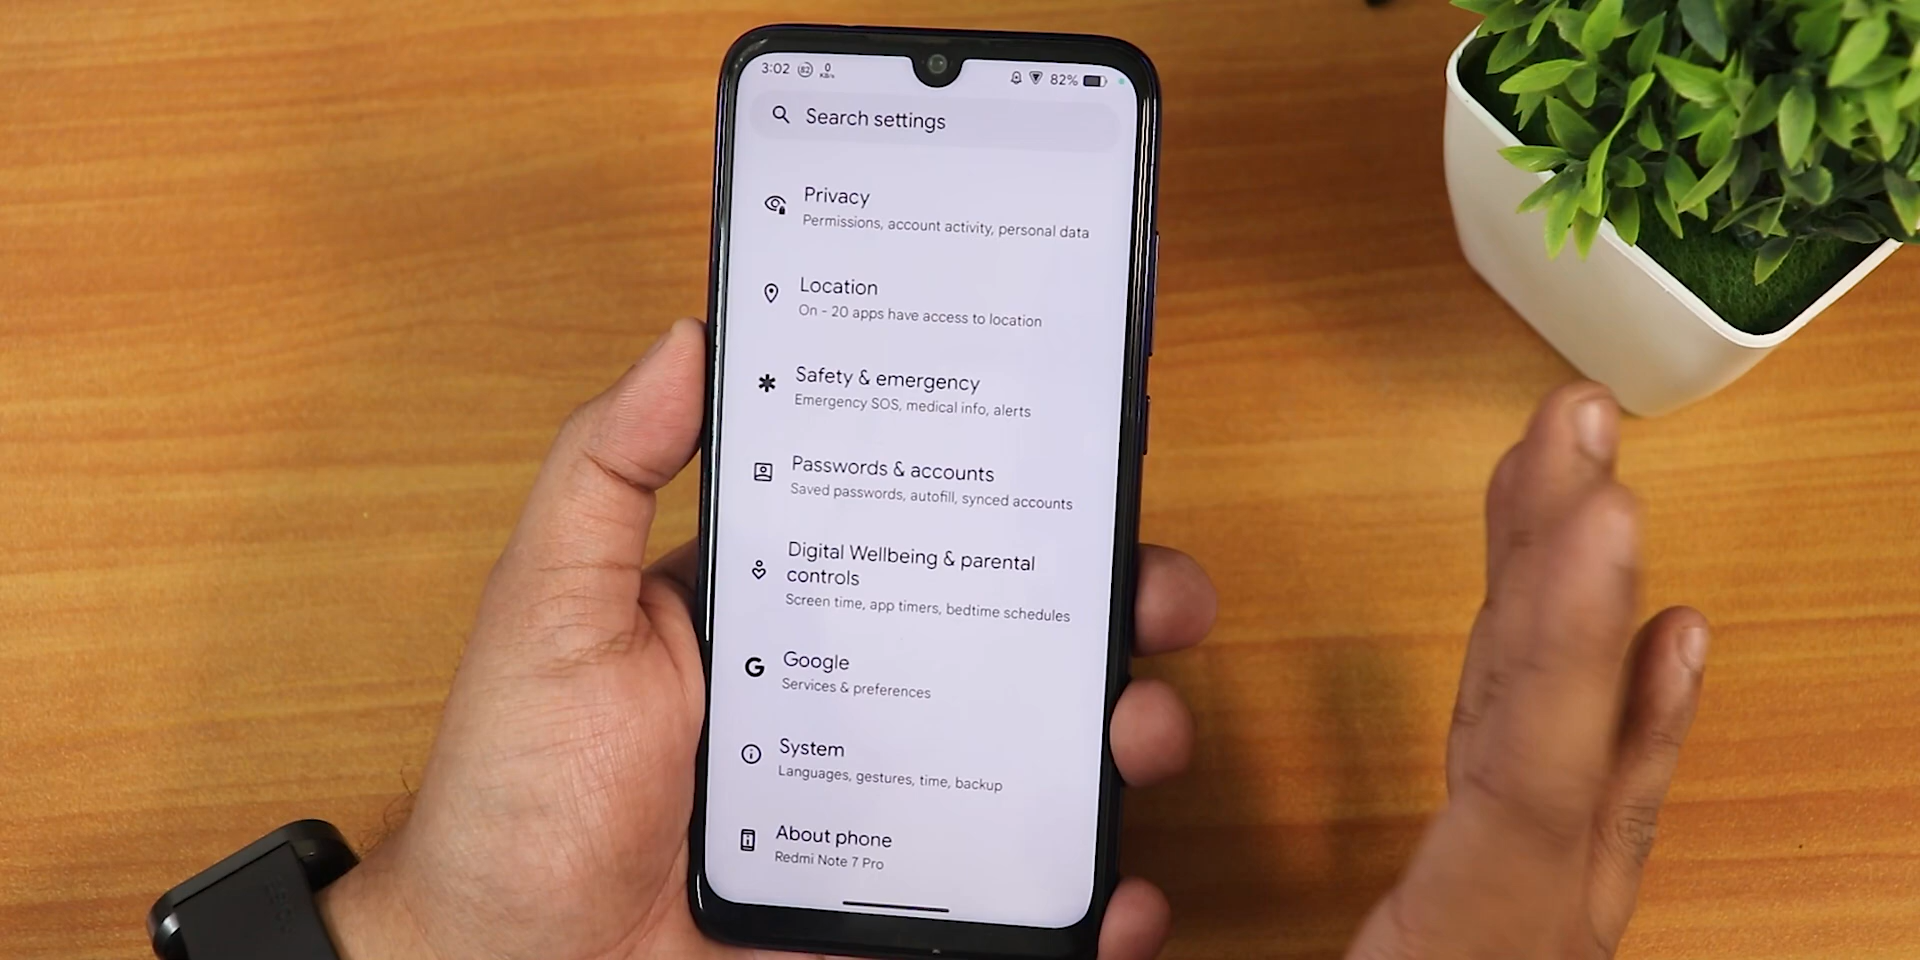 3:02 82 0 KB/s 82%
Search settings
Privacy
Permissions, account activity, personal data
Location
On - 20 apps have access to location
Safety & emergency
Emergency SOS, medical info, alerts
Passwords & accounts
Saved passwords, autofill, synced accounts
Digital Wellbeing & parental
controls
Screen time, app timers, bedtime schedules
G
Google
Services & preferences
System
Languages, gestures, time, backup
About phone
Redmi Note 7 Pro